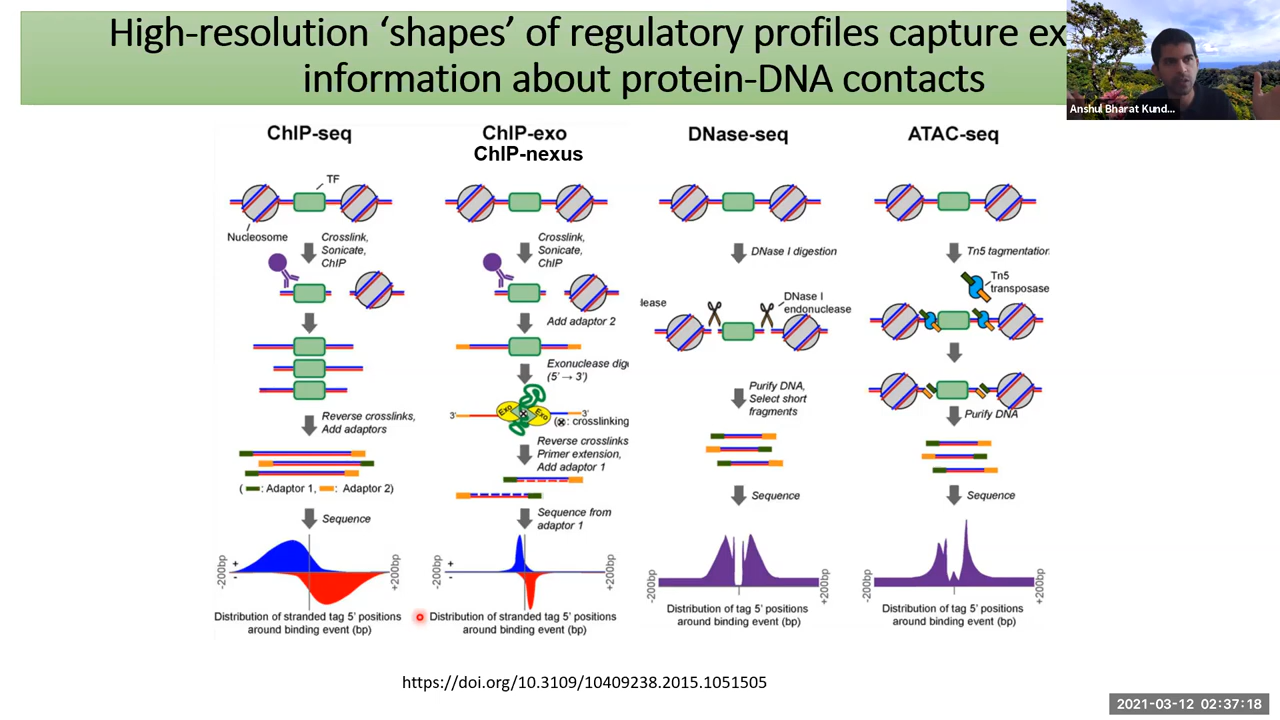 High-resolution ‘shapes’ of regulatory profiles capture ex
information about protein-DNA contacts
Anshul Bharat Kund...
ChIP-seq
TF
Nucleosome
Crosslink,
Sonicate,
ChIP
Reverse crosslinks,
Add adaptors
( : Adaptor 1, : Adaptor 2)
Sequence
+
-
-200bp
+200bp
Distribution of stranded tag 5' positions
around binding event (bp)
ChIP-exo
ChIP-nexus
Crosslink,
Sonicate,
ChIP
Add adaptor 2
Exonuclease dig
(5' → 3')
3'
Exo
Exo
3'
( : crosslinking
Reverse crosslinks
Primer extension,
Add adaptor 1
Sequence from
adaptor 1
+
-
-200bp
+200bp
Distribution of stranded tag 5' positions
around binding event (bp)
DNase-seq
DNase I digestion
lease
DNase I
endonuclease
Purify DNA,
Select short
fragments
Sequence
-200bp
+200bp
Distribution of tag 5' positions
around binding event (bp)
ATAC-seq
Tn5 tagmentation
Tn5
transposase
Purify DNA
Sequence
-200bp
+200bp
Distribution of tag 5' positions
around binding event (bp)
https://doi.org/10.3109/10409238.2015.1051505
2021-03-12 02:37:18